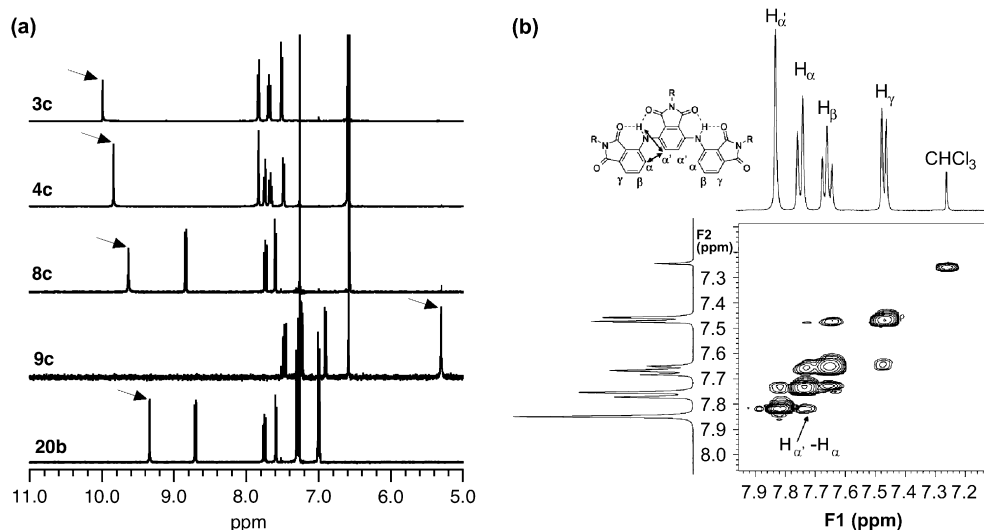 (a)
3c
4c
8c
9c
20b
11.0 10.0 9.0 8.0 7.0 6.0 5.0
ppm
(b)
Hα' Hα Hβ Hγ CHCl3
R
N
O O
H H
R N O N N O N R
O O
α α' α' α
γ β β γ
F2
(ppm)
7.3
7.4
7.5
7.6
7.7
7.8
7.9
8.0
Hα' -Hα
7.9 7.8 7.7 7.6 7.5 7.4 7.3 7.2
F1 (ppm)